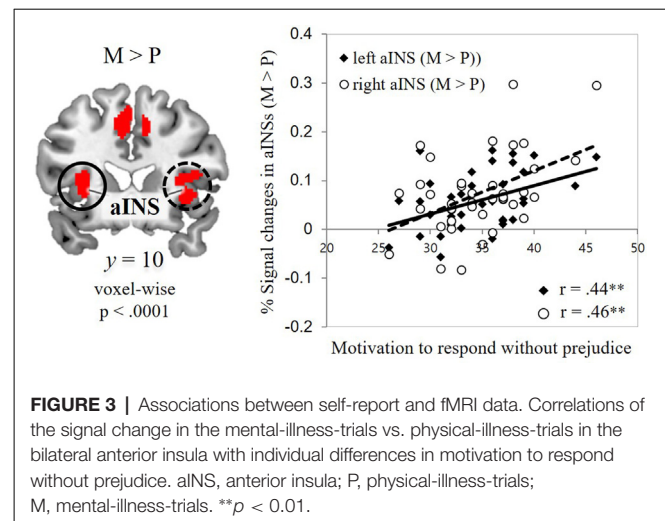 M > P
aINS
y = 10
voxel-wise
p < .0001
% Signal changes in aINSs (M > P)
0.4
0.3
0.2
0.1
0
-0.1
-0.2
◆ left aINS (M > P))
○ right aINS (M > P)
20 25 30 35 40 45 50
◆ r = .44**
○ r = .46**
Motivation to respond without prejudice
FIGURE 3 | Associations between self-report and fMRI data. Correlations of
the signal change in the mental-illness-trials vs. physical-illness-trials in the
bilateral anterior insula with individual differences in motivation to respond
without prejudice. aINS, anterior insula; P, physical-illness-trials;
M, mental-illness-trials. **p < 0.01.